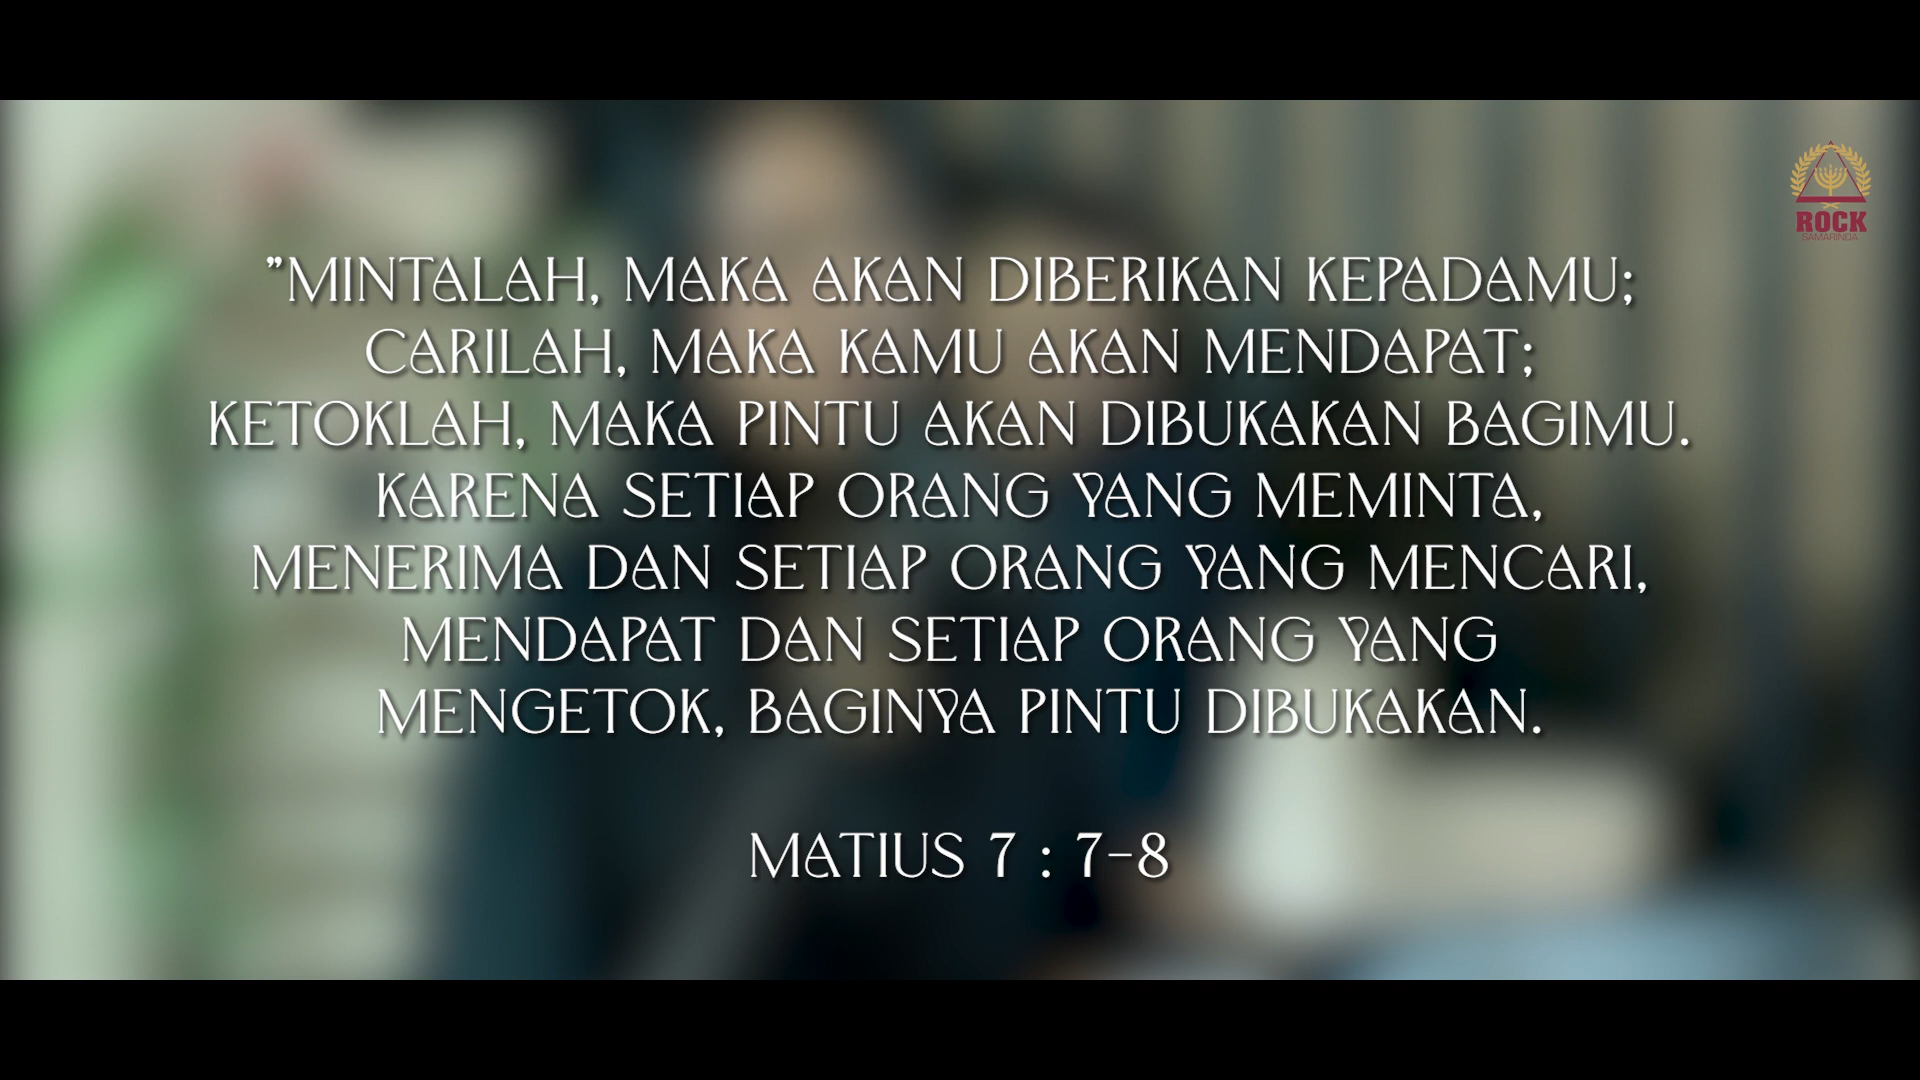 "MINTALAH, MAKA AKAN DIBERIKAN KEPADAMU;
CARILAH, MAKA KAMU AKAN MENDAPAT;
KETOKLAH, MAKA PINTU AKAN DIBUKAKAN BAGIMU.
KARENA SETIAP ORANG YANG MEMINTA,
MENERIMA DAN SETIAP ORANG YANG MENCARI,
MENDAPAT DAN SETIAP ORANG YANG
MENGETOK, BAGINYA PINTU DIBUKAKAN.
MATIUS 7 : 7-8
ROCK
SAMARINDA